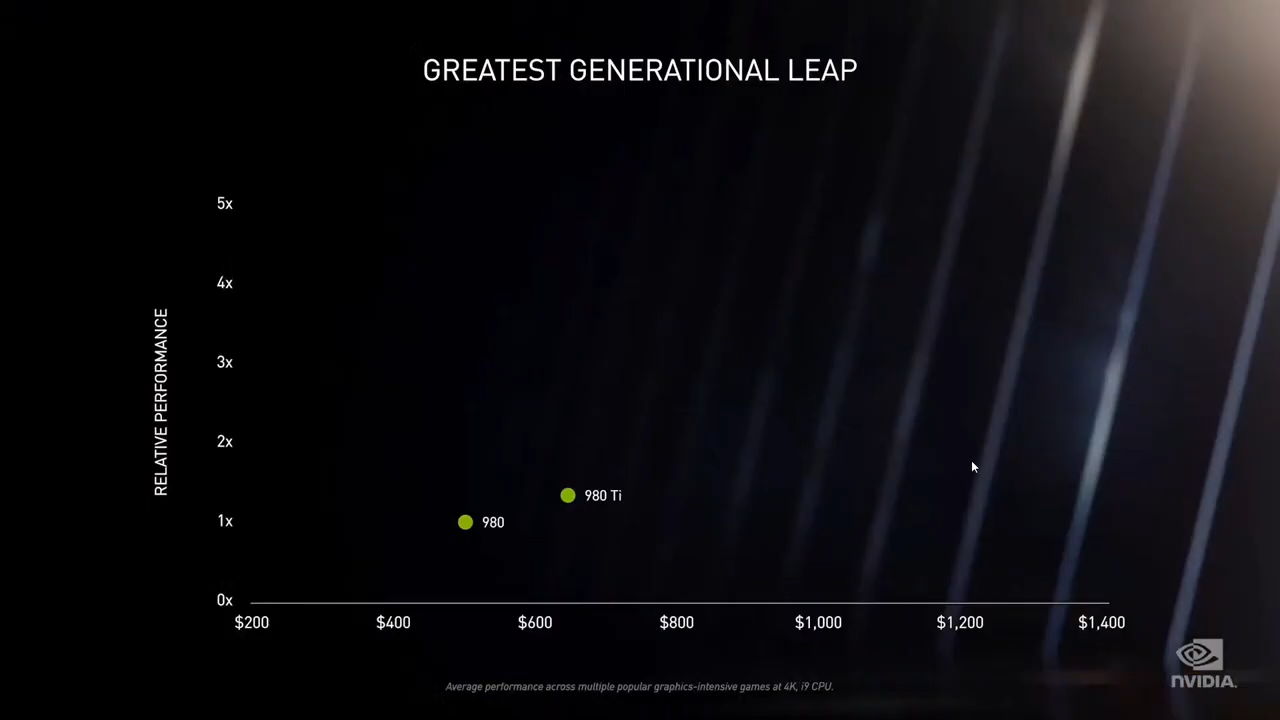 GREATEST GENERATIONAL LEAP
5x
4x
3x
2x
1x
0x
RELATIVE PERFORMANCE
980 Ti
980
$200 $400 $600 $800 $1,000 $1,200 $1,400
Average performance across multiple popular graphics-intensive games at 4K, i9 CPU.
NVIDIA.